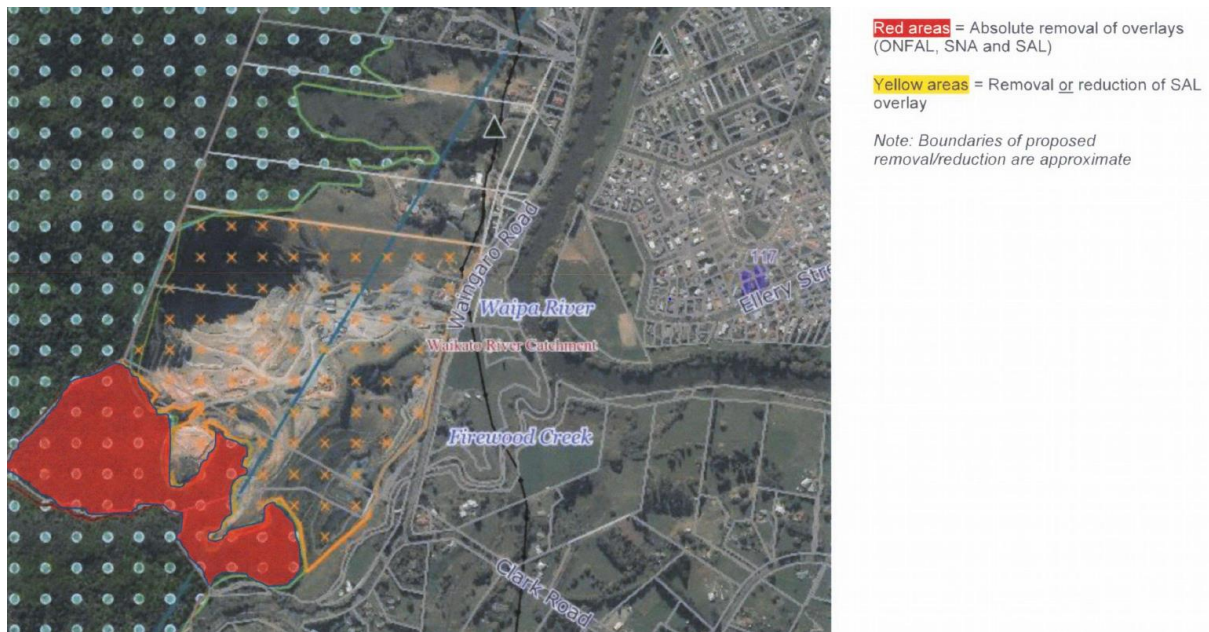 Red areas = Absolute removal of overlays
(ONFAL, SNA and SAL)
Yellow areas = Removal or reduction of SAL
overlay
Note: Boundaries of proposed
removal/reduction are approximate
117
Ellery Stre
Waingaro Road
Waipa River
Waikato River Catchment
Firewood Creek
Clark Road